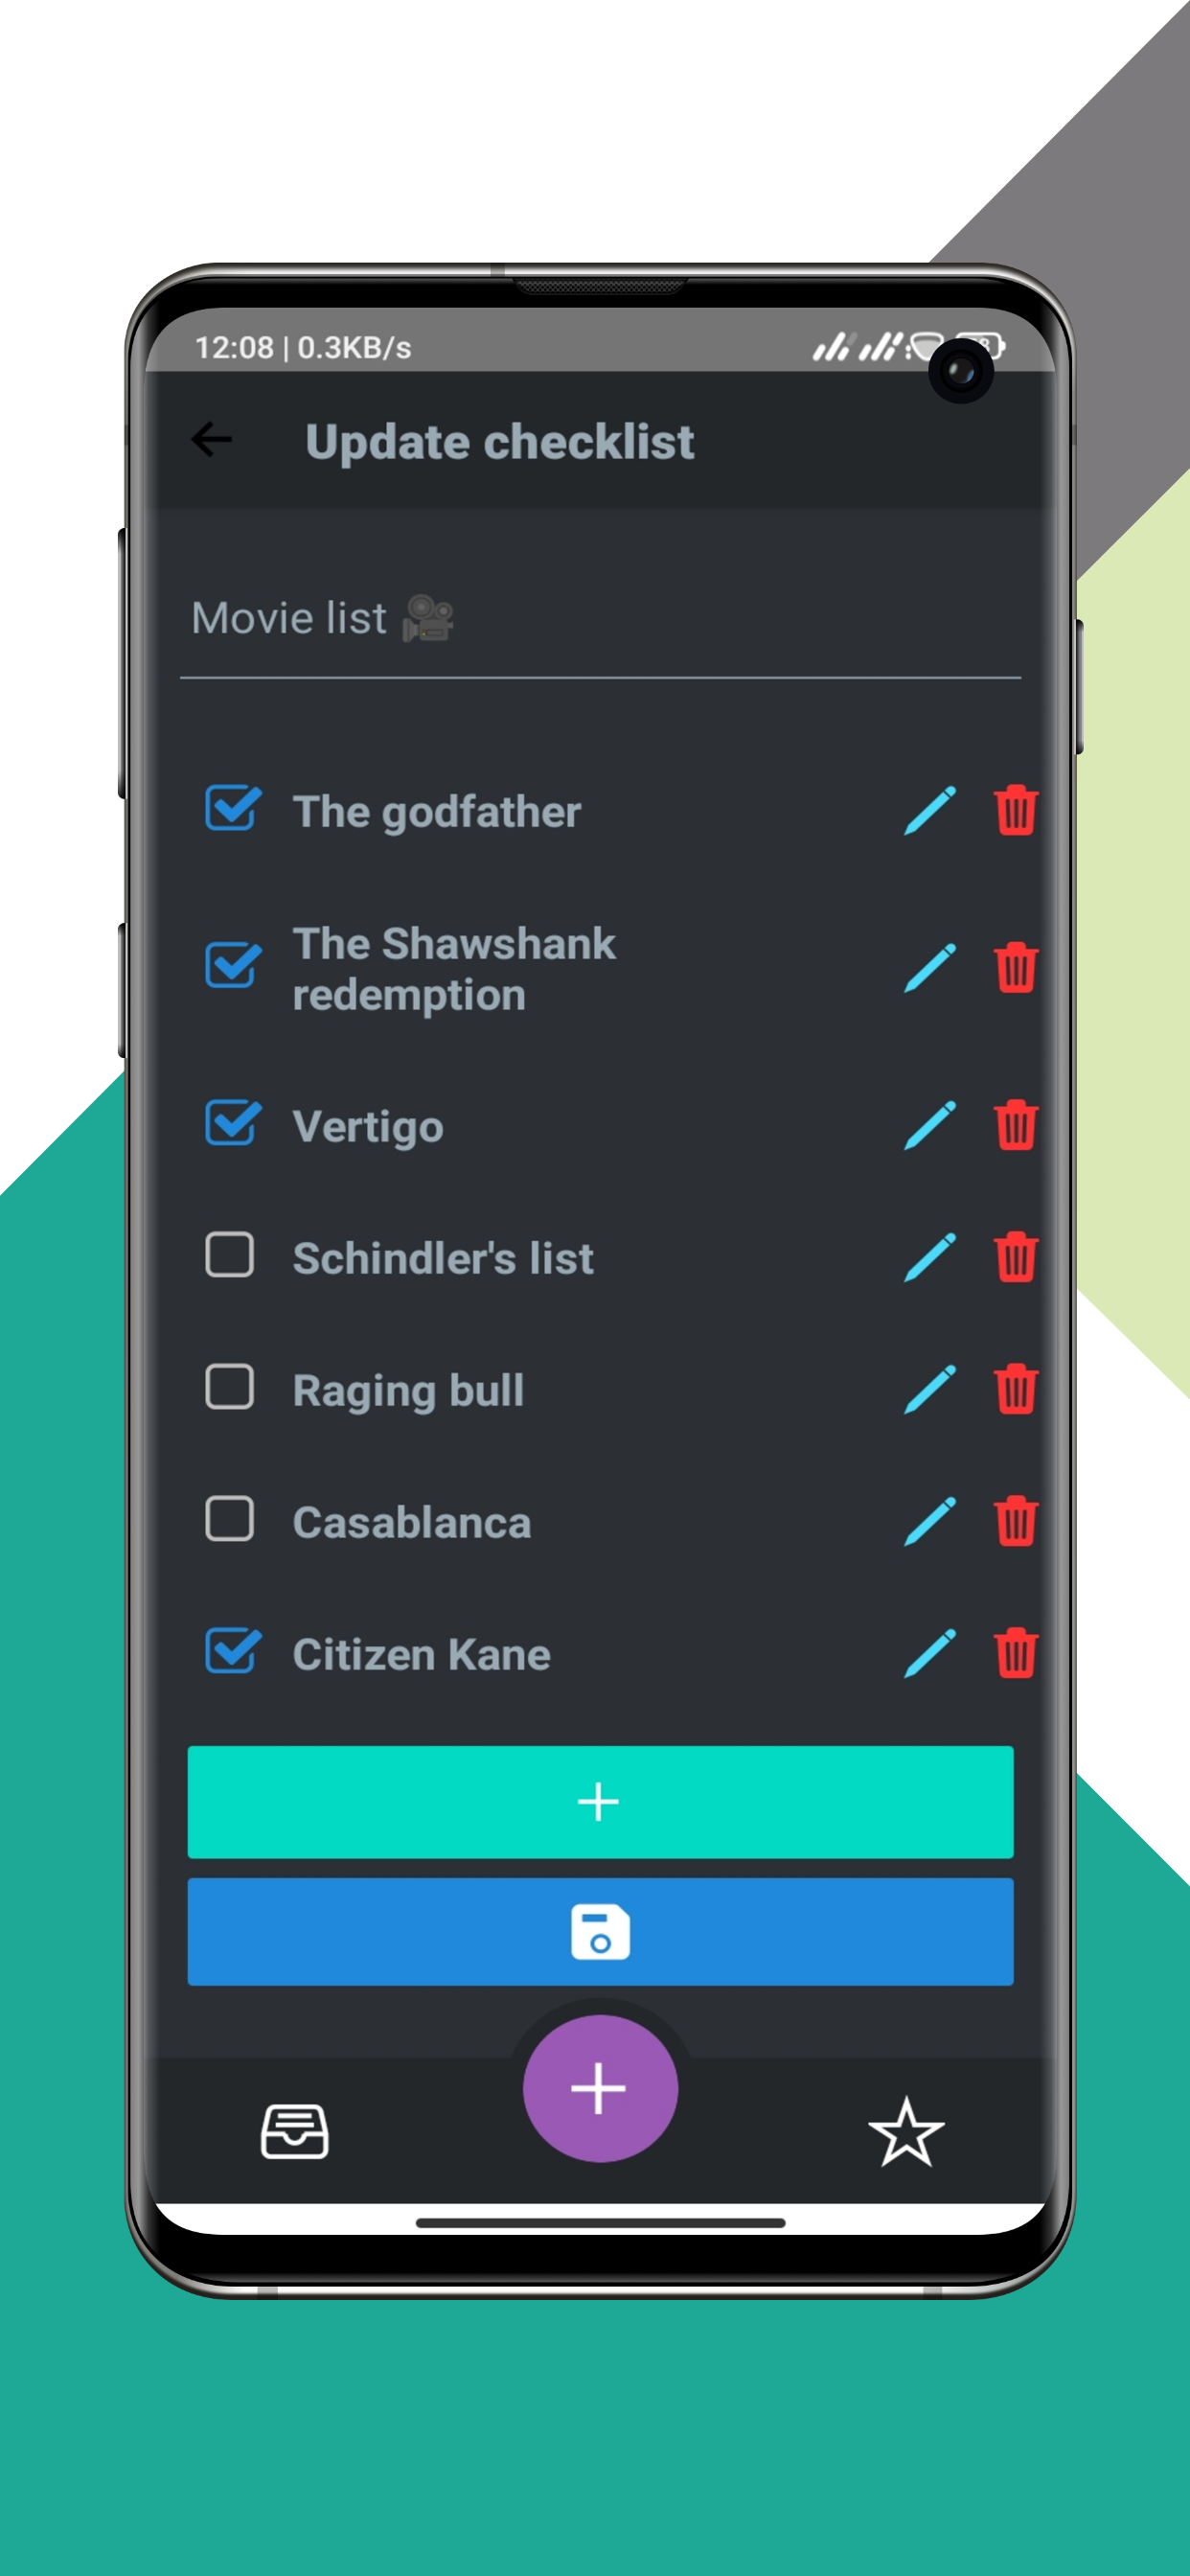 12:08 | 0.3KB/s
Update checklist
Movie list 🎥
The godfather
The Shawshank
redemption
Vertigo
Schindler's list
Raging bull
Casablanca
Citizen Kane